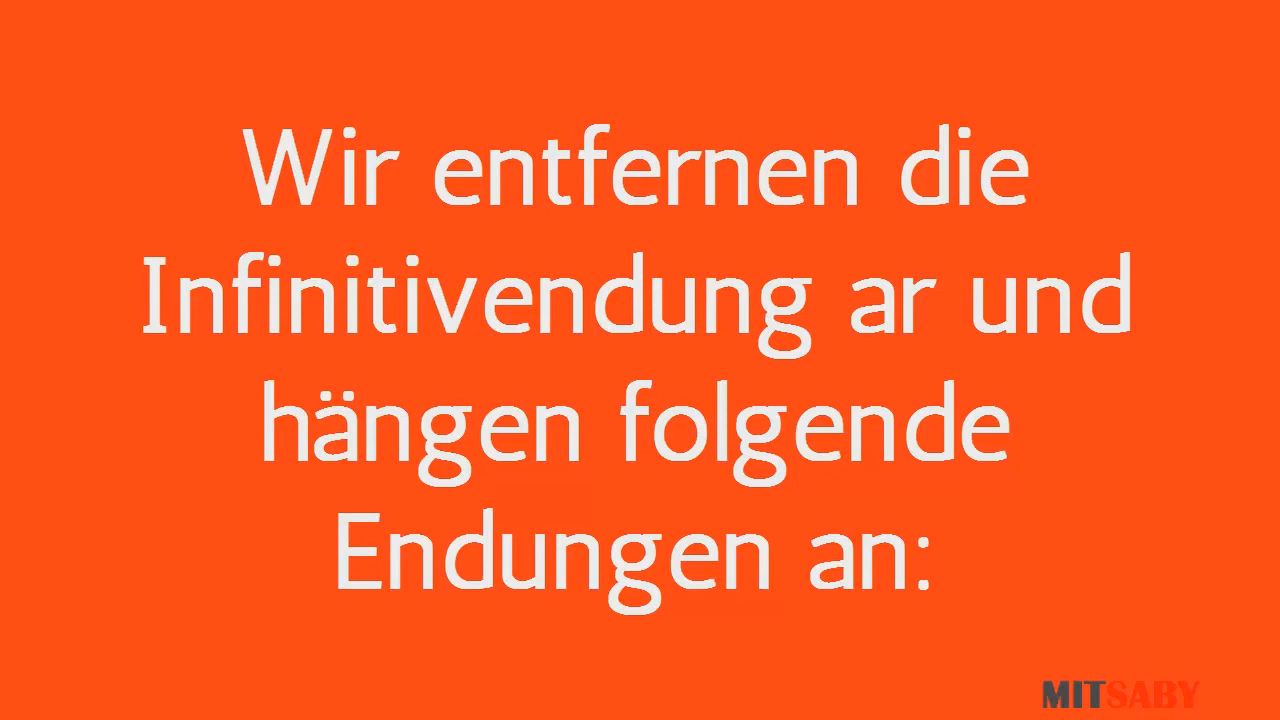 Wir entfernen die
Infinitivendung ar und
hängen folgende
Endungen an:
MITSABY